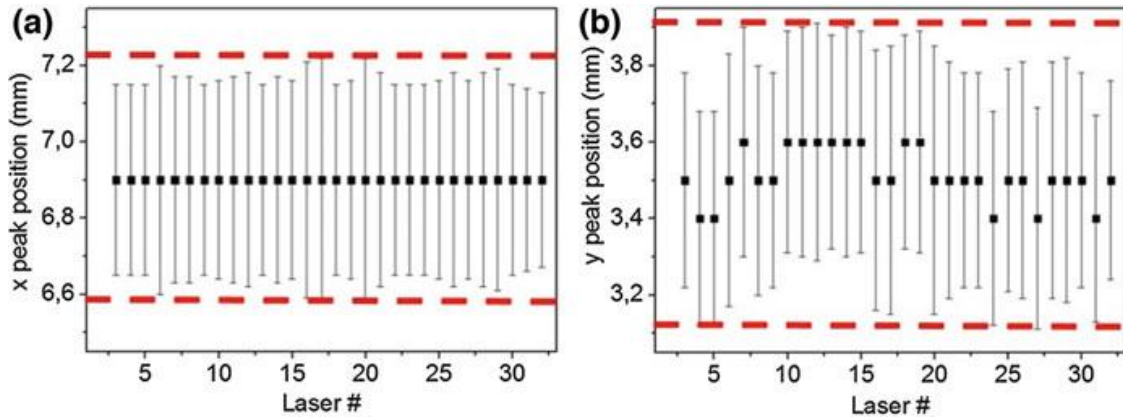 (a)
x peak position (mm)
7,2
7,0
6,8
6,6
5 10 15 20 25 30
Laser #
(b)
y peak position (mm)
3,8
3,6
3,4
3,2
5 10 15 20 25 30
Laser #